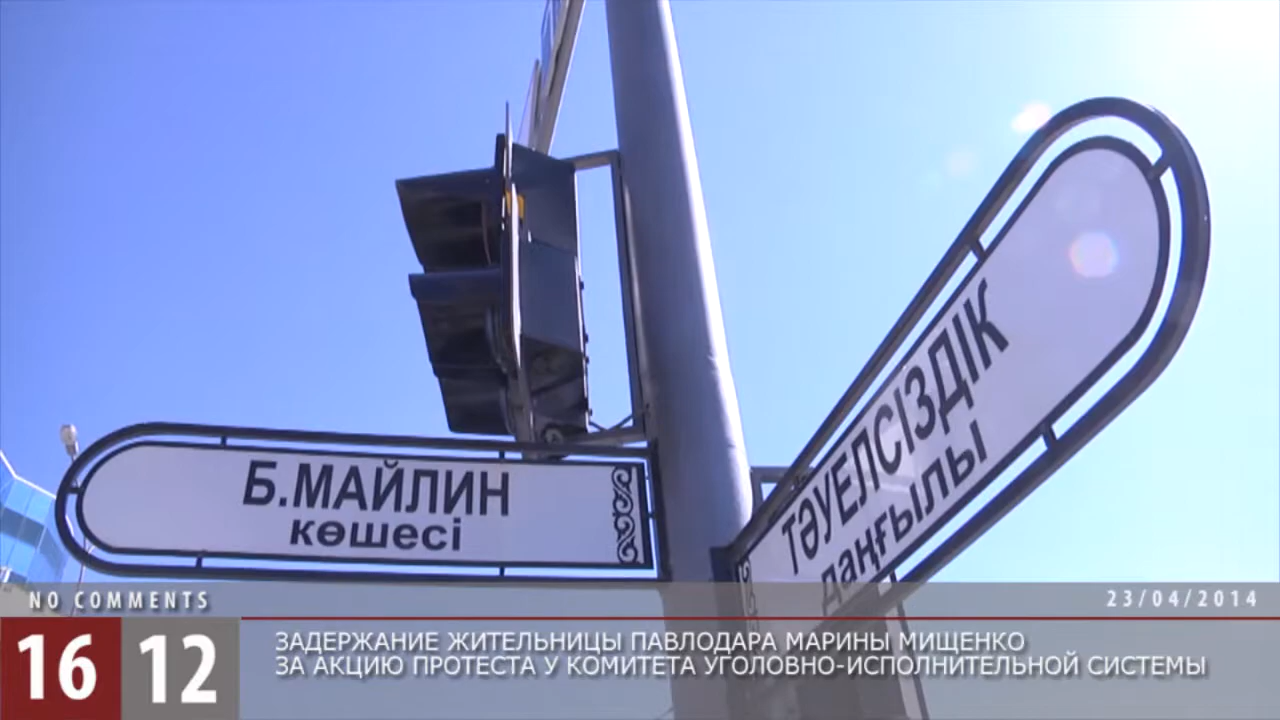 Б.МАЙЛИН
көшесі
ТӘУЕЛСІЗДІК
даңғылы
NO COMMENTS
23/04/2014
16 12
ЗАДЕРЖАНИЕ ЖИТЕЛЬНИЦЫ ПАВЛОДАРА МАРИНЫ МИЩЕНКО
ЗА АКЦИЮ ПРОТЕСТА У КОМИТЕТА УГОЛОВНО-ИСПОЛНИТЕЛЬНОЙ СИСТЕМЫ